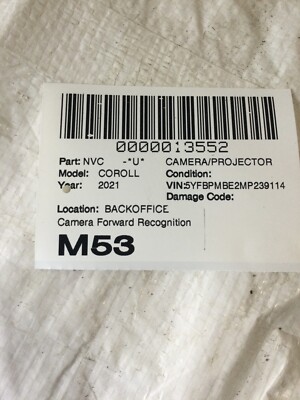 0000013552
Part: NVC -*U* CAMERA/PROJECTOR
Model: COROLL Condition:
Year: 2021 VIN:5YFBPMBE2MP239114
Damage Code:
Location: BACKOFFICE
Camera Forward Recognition
M53